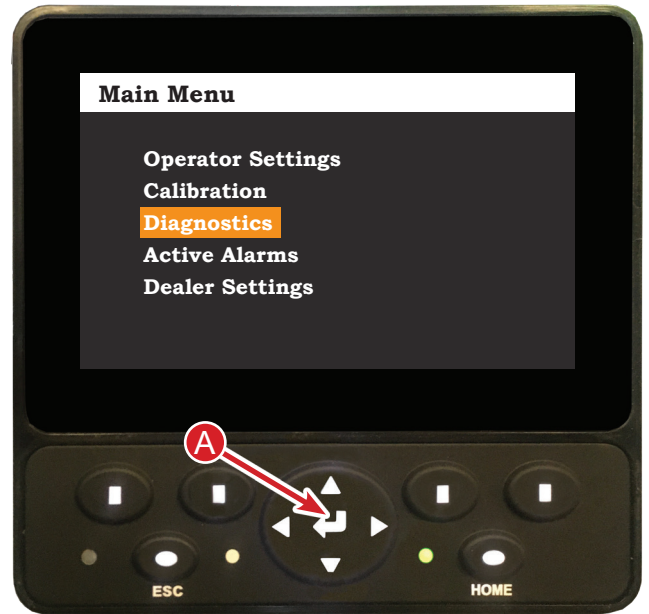 Main Menu
Operator Settings
Calibration
Diagnostics
Active Alarms
Dealer Settings
A
ESC
HOME